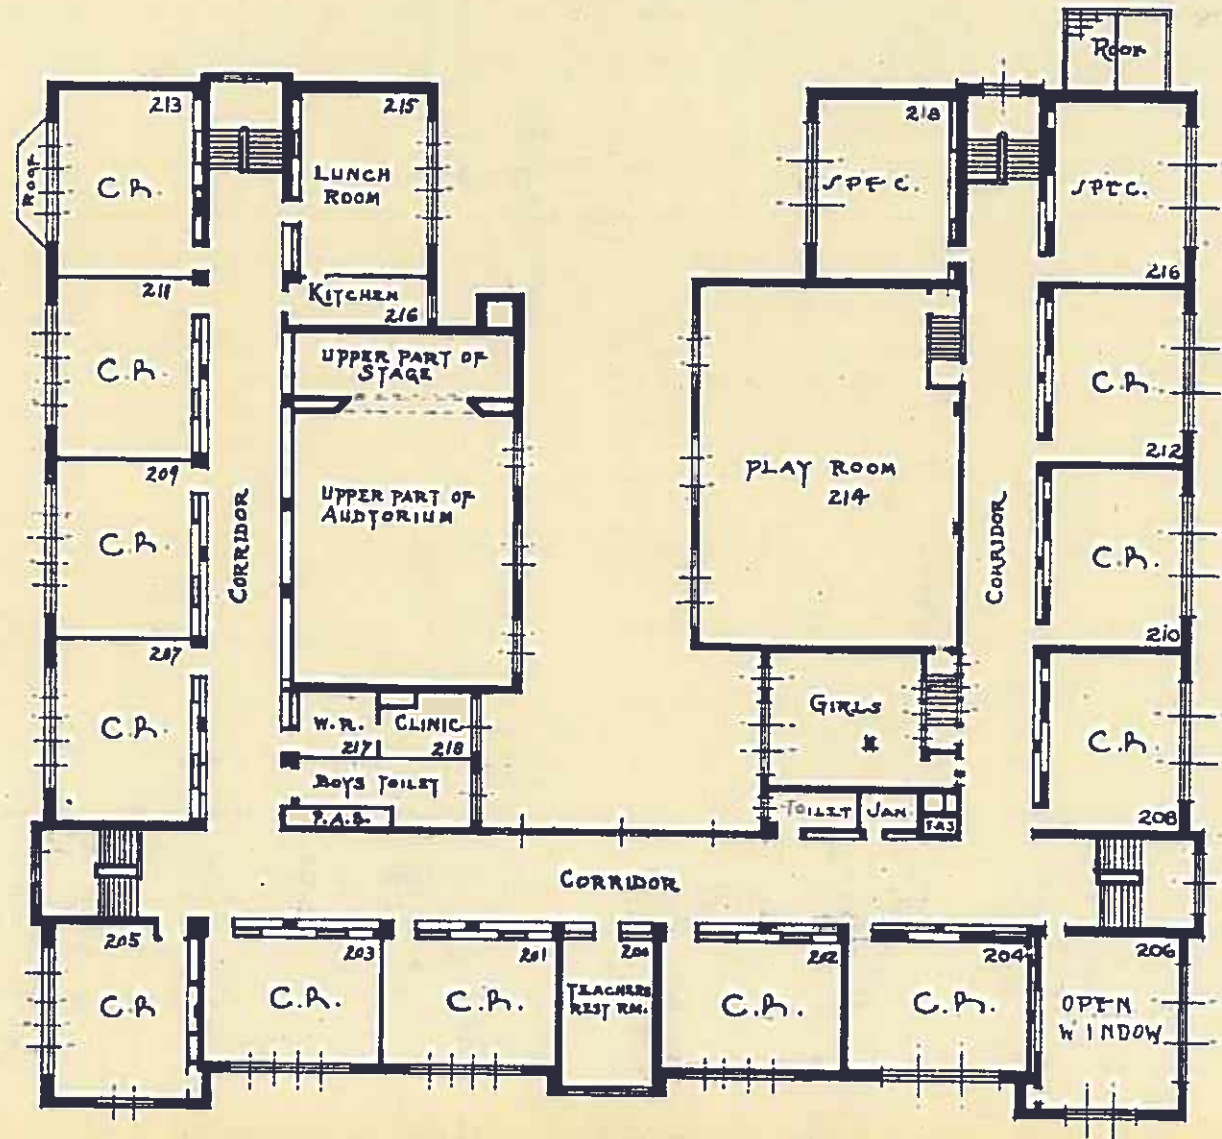 ROOF
213
C.R.
215
LUNCH
ROOM
211
C.R.
KITCHEN
216
UPPER PART OF
STAGE
209
C.R.
UPPER PART OF
AUDTORIUM
CORRIDOR
207
C.R.
W.R.
217
CLINIC
218
BOYS TOILET
P.A.B.
ROOF
218
SPEC.
SPEC.
216
C.R.
212
PLAY ROOM
214
CORRIDOR
C.R.
210
GIRLS
C.R.
208
TOILET
JAN.
CORRIDOR
205
C.R
203
C.R.
201
C.R.
200
TEACHERS
REST RM.
202
C.R.
204
C.R.
206
OPEN
WINDOW